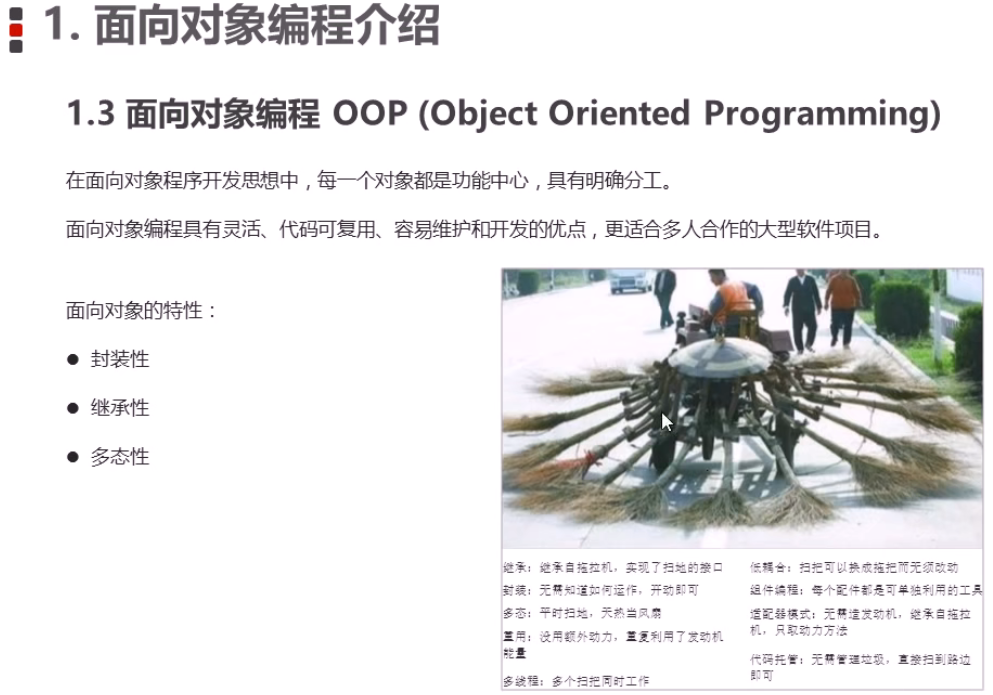 1. 面向对象编程介绍
1.3 面向对象编程 OOP (Object Oriented Programming)
在面向对象程序开发思想中，每一个对象都是功能中心，具有明确分工。
面向对象编程具有灵活、代码可复用、容易维护和开发的优点，更适合多人合作的大型软件项目。
面向对象的特性：
● 封装性
● 继承性
● 多态性
继承：继承自拖拉机，实现了扫地的接口
封装：无需知道如何运作，开动即可
多态：平时扫地，天热当风扇
重用：没用额外动力，重复利用了发动机
能量
多线程：多个扫把同时工作
低耦合：扫把可以换成拖把而无须改动
组件编程：每个配件都是可单独利用的工具
适配器模式：无需造发动机，继承自拖拉
机，只取动力方法
代码托管：无需管理垃圾，直接扫到路边
即可